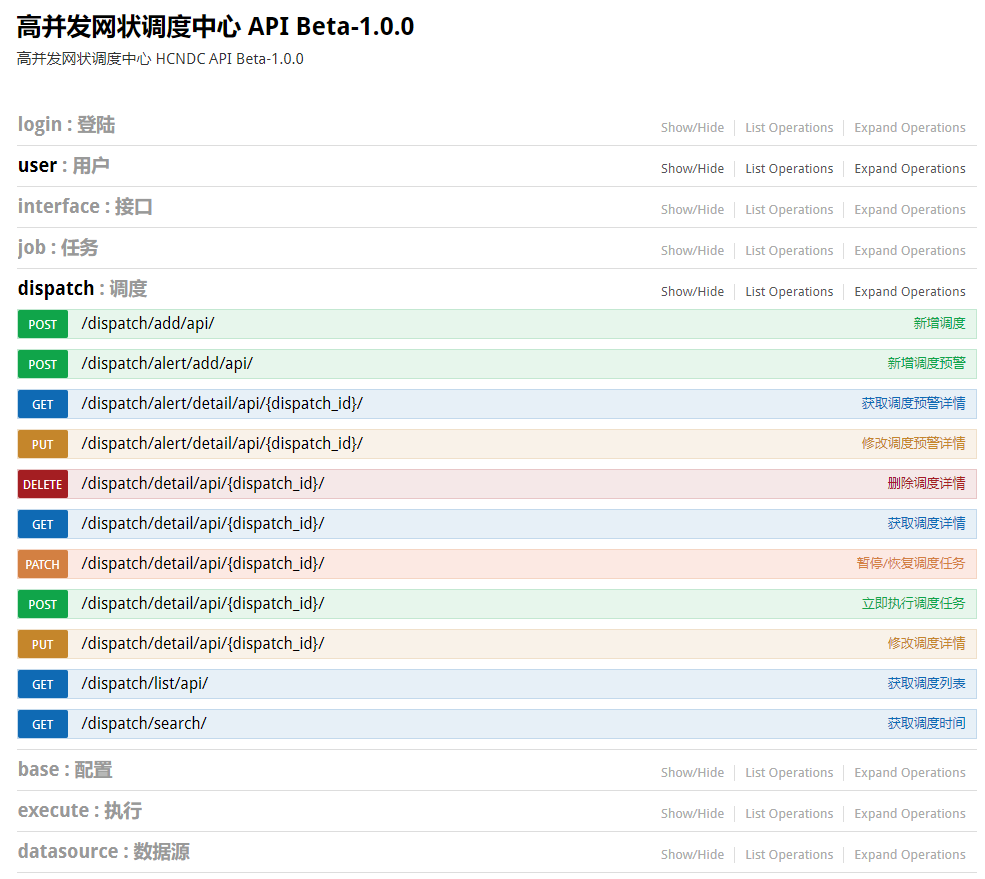 高并发网状调度中心 API Beta-1.0.0
高并发网状调度中心 HCNDC API Beta-1.0.0
login : 登陆 Show/Hide List Operations Expand Operations
user : 用户 Show/Hide List Operations Expand Operations
interface : 接口 Show/Hide List Operations Expand Operations
job : 任务 Show/Hide List Operations Expand Operations
dispatch : 调度 Show/Hide List Operations Expand Operations
POST /dispatch/add/api/ 新增调度
POST /dispatch/alert/add/api/ 新增调度预警
GET /dispatch/alert/detail/api/{dispatch_id}/ 获取调度预警详情
PUT /dispatch/alert/detail/api/{dispatch_id}/ 修改调度预警详情
DELETE /dispatch/detail/api/{dispatch_id}/ 删除调度详情
GET /dispatch/detail/api/{dispatch_id}/ 获取调度详情
PATCH /dispatch/detail/api/{dispatch_id}/ 暂停/恢复调度任务
POST /dispatch/detail/api/{dispatch_id}/ 立即执行调度任务
PUT /dispatch/detail/api/{dispatch_id}/ 修改调度详情
GET /dispatch/list/api/ 获取调度列表
GET /dispatch/search/ 获取调度时间
base : 配置 Show/Hide List Operations Expand Operations
execute : 执行 Show/Hide List Operations Expand Operations
datasource : 数据源 Show/Hide List Operations Expand Operations